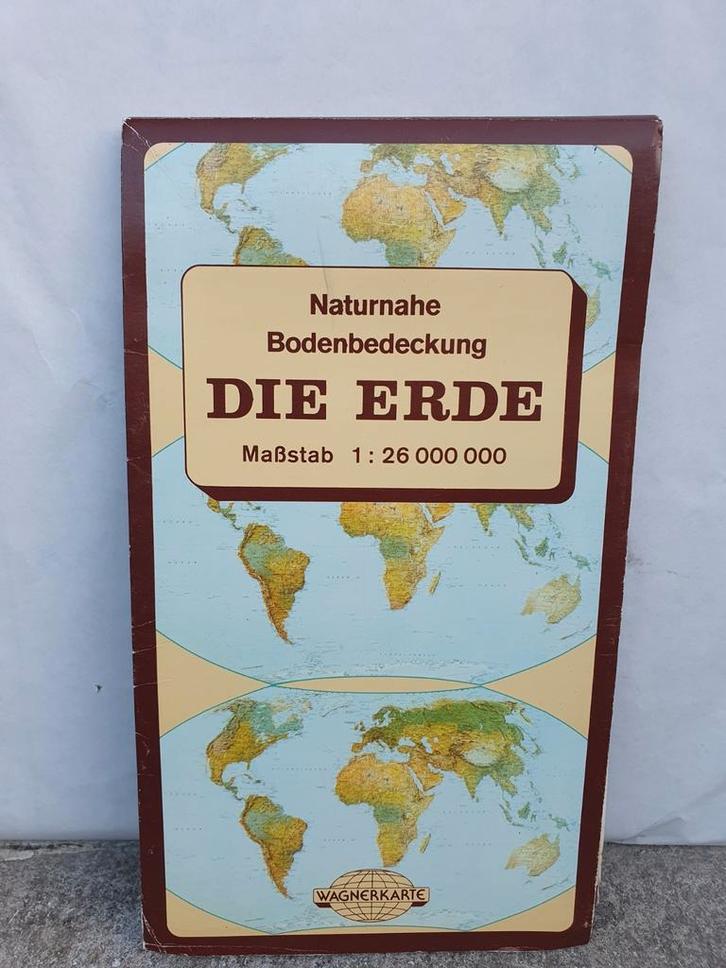 Naturnahe
Bodenbedeckung
DIE ERDE
Maßstab 1 : 26 000 000
WAGNERKARTE